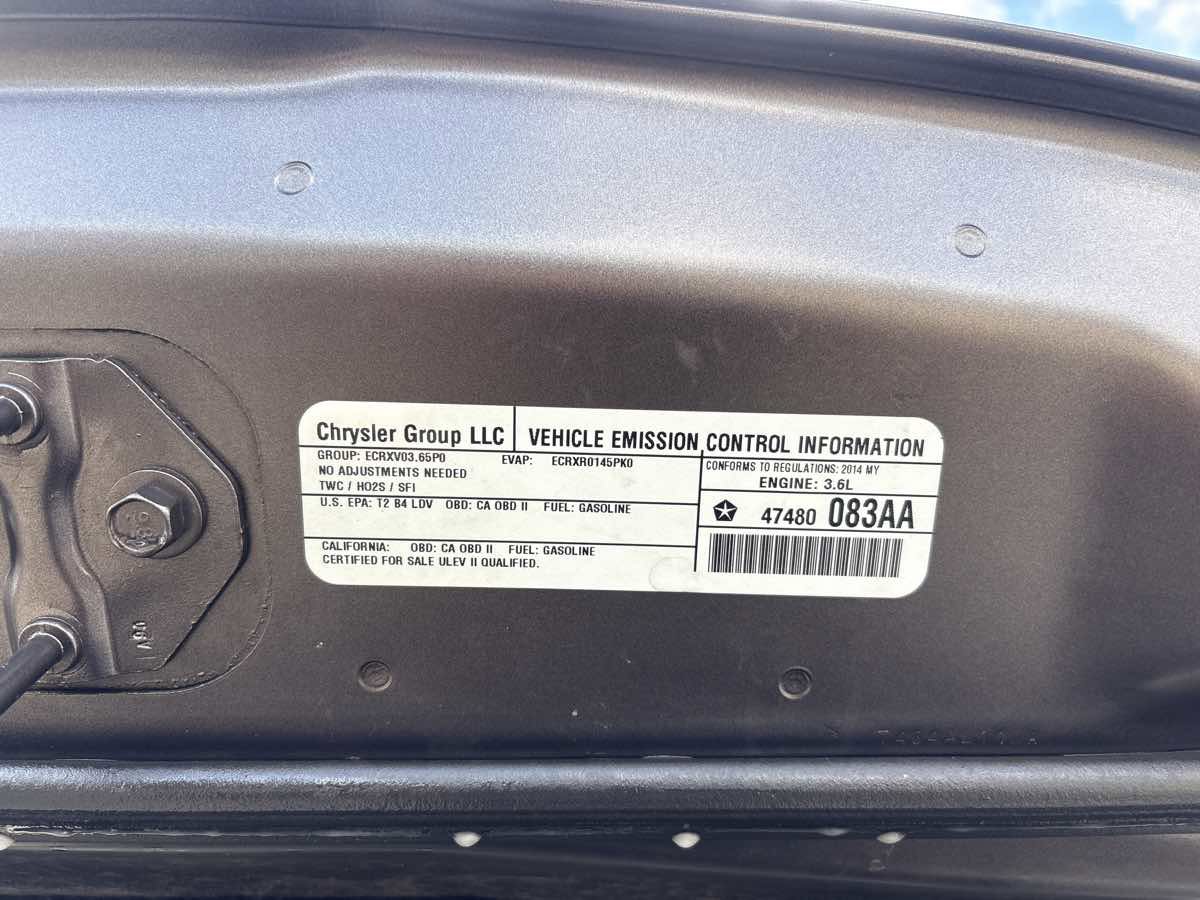 Chrysler Group LLC
VEHICLE EMISSION CONTROL INFORMATION
GROUP: ECRXV03.65P0 EVAP: ECRXR0145PK0
NO ADJUSTMENTS NEEDED
TWC / HO2S / SFI
CONFORMS TO REGULATIONS: 2014 MY
ENGINE: 3.6L
U.S. EPA: T2 B4 LDV OBD: CA OBD II FUEL: GASOLINE
47480 083AA
CALIFORNIA: OBD: CA OBD II FUEL: GASOLINE
CERTIFIED FOR SALE ULEV II QUALIFIED.